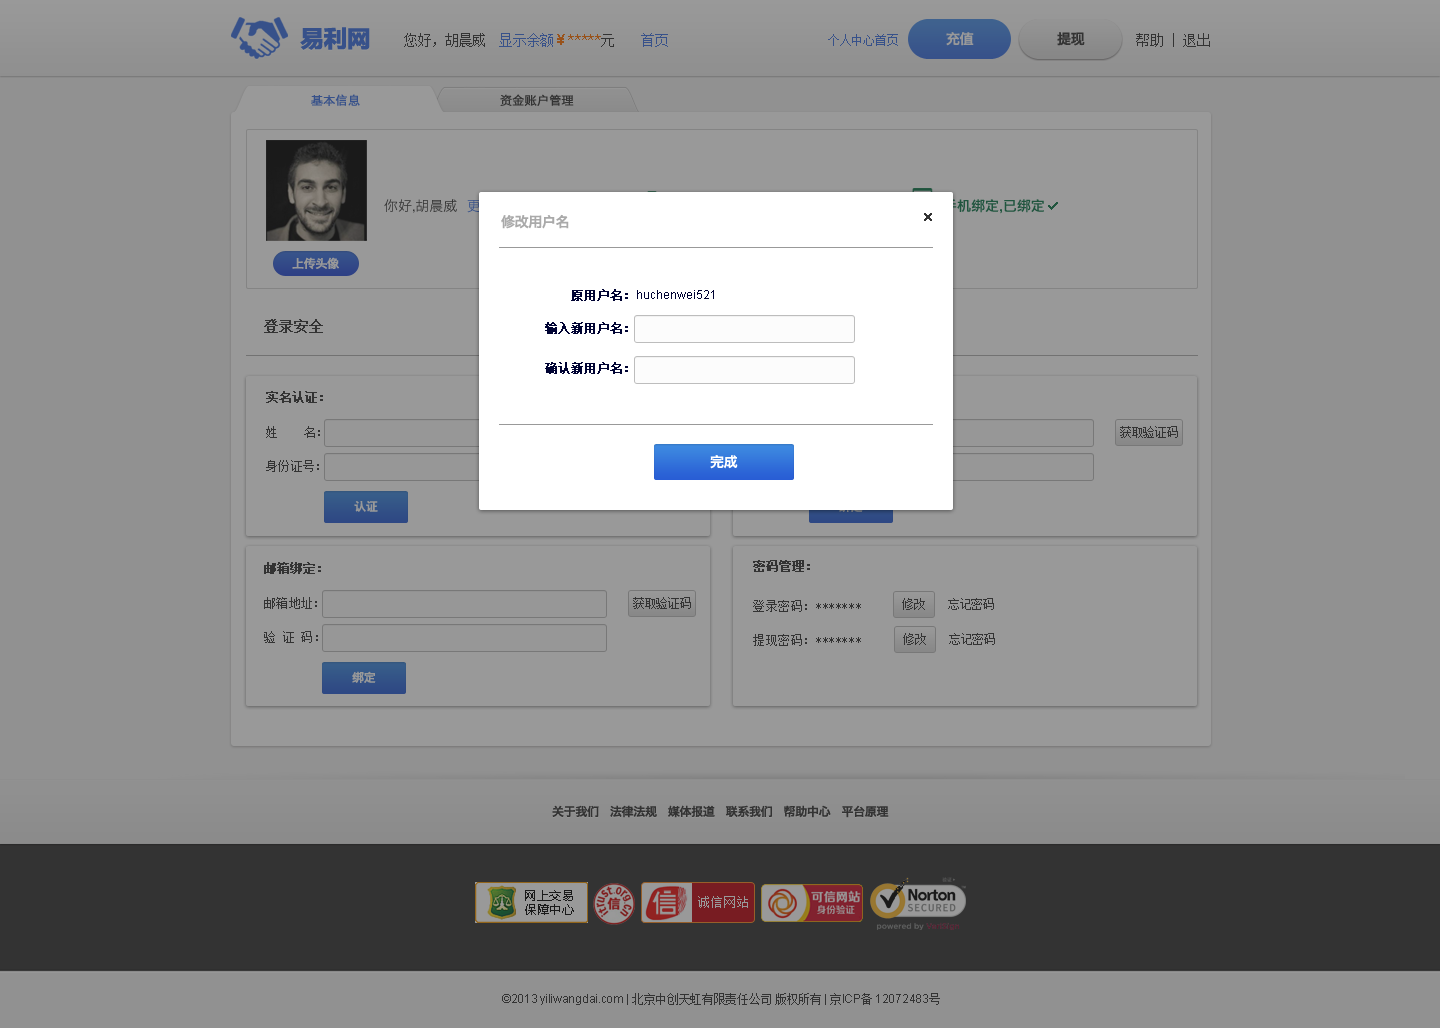 易利网
您好，胡晨威 显示余额¥*****元 首页
个人中心首页 充值 提现 帮助 | 退出
基本信息 资金账户管理
你好,胡晨威
机绑定,已绑定
上传头像
修改用户名 ×
原用户名：huchenwei521
输入新用户名：
确认新用户名：
完成
登录安全
实名认证：
姓 名：
身份证号：
认证
获取验证码
邮箱绑定：
邮箱地址：
获取验证码
验 证 码：
绑定
密码管理：
登录密码：******* 修改 忘记密码
提现密码：******* 修改 忘记密码
关于我们 法律法规 媒体报道 联系我们 帮助中心 平台原理
网上交易
保障中心
itrust.org.cn
信
信 诚信网站
可信网站
身份验证
Norton
SECURED
powered by
©2013 yiliwangdai.com | 北京中创天虹有限责任公司 版权所有 | 京ICP备 12072483号